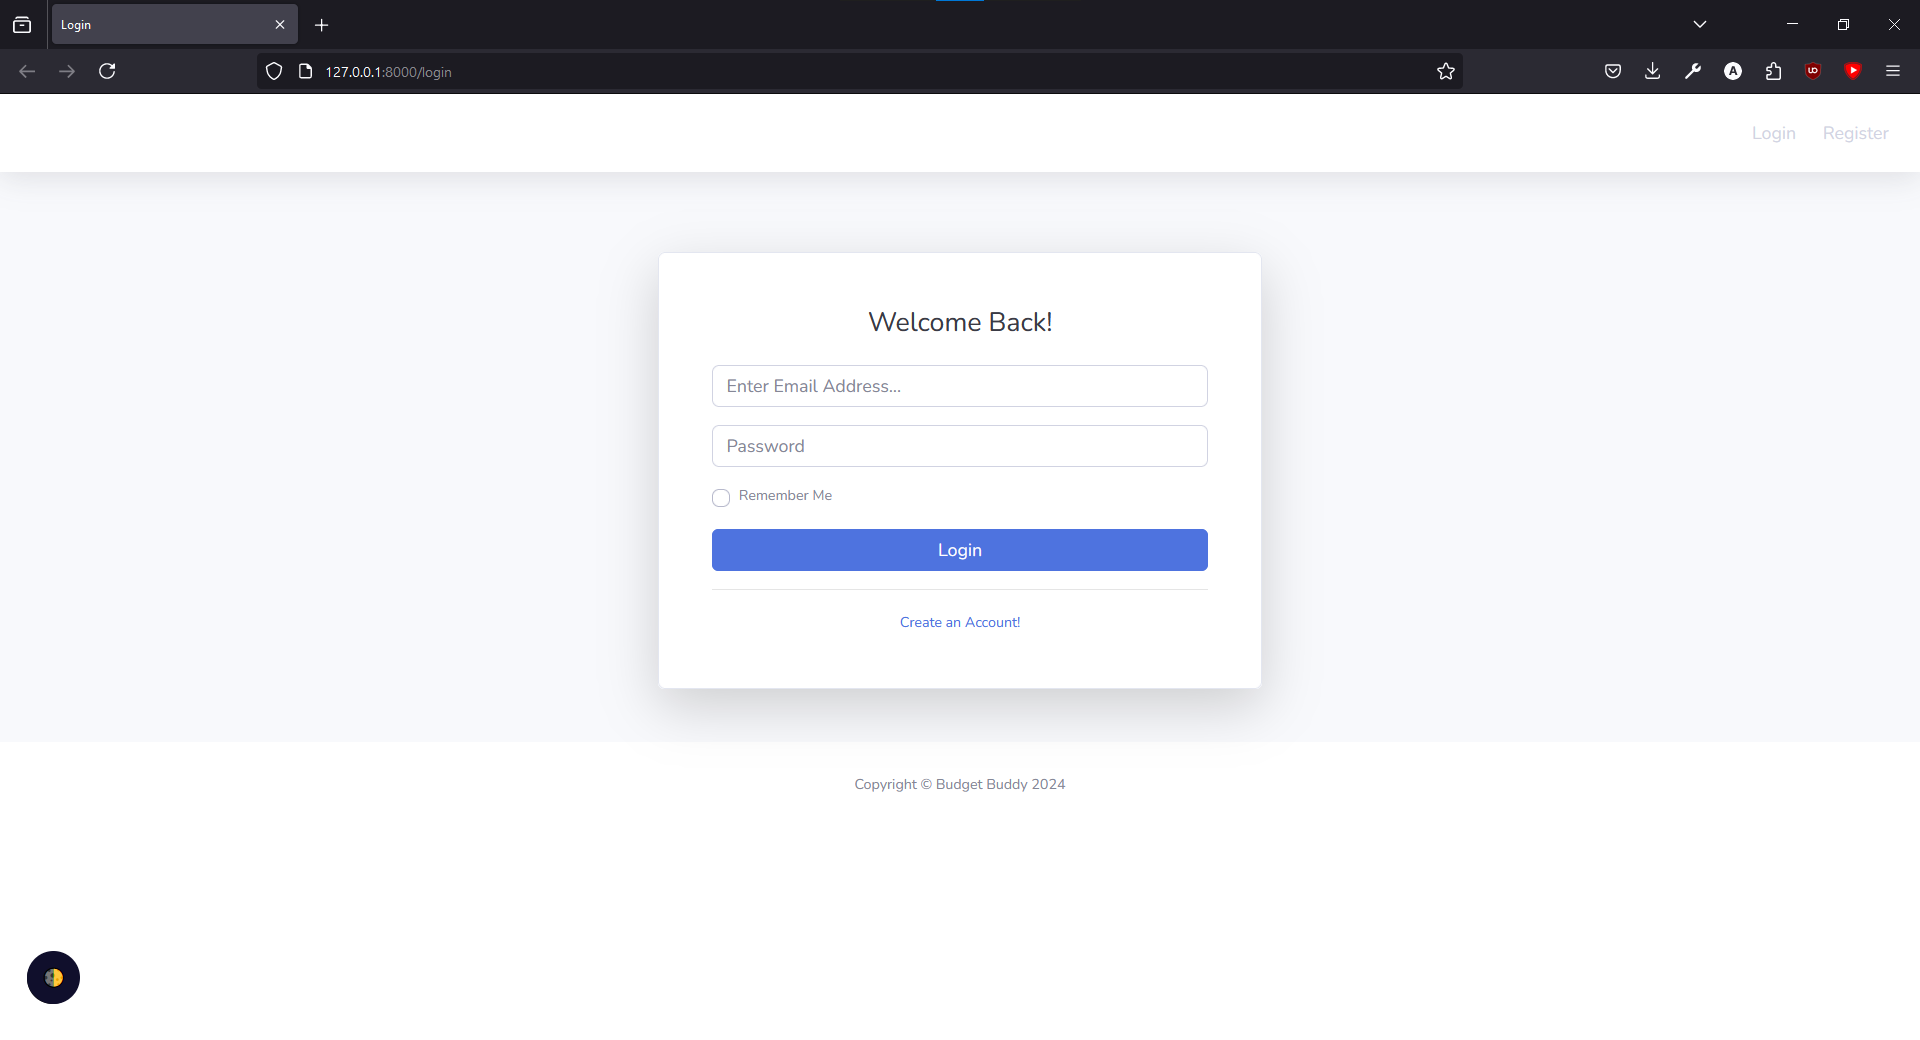 Login
127.0.0.1:8000/login
Login Register
Welcome Back!
Enter Email Address...
Password
Remember Me
Login
Create an Account!
Copyright © Budget Buddy 2024